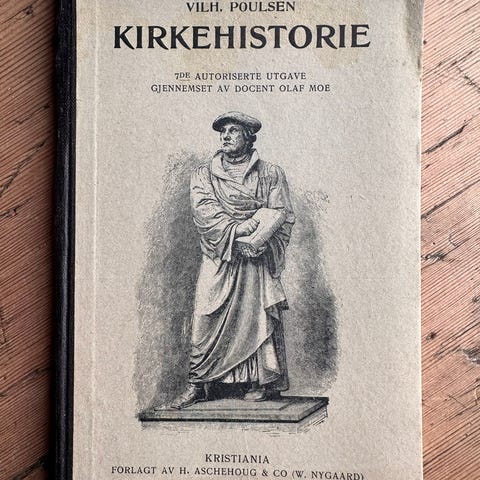 VILH. POULSEN
KIRKEHISTORIE
7DE AUTORISERTE UTGAVE
GJENNEMSET AV DOCENT OLAF MOE
KRISTIANIA
FORLAGT AV H. ASCHEHOUG & CO (W. NYGAARD)